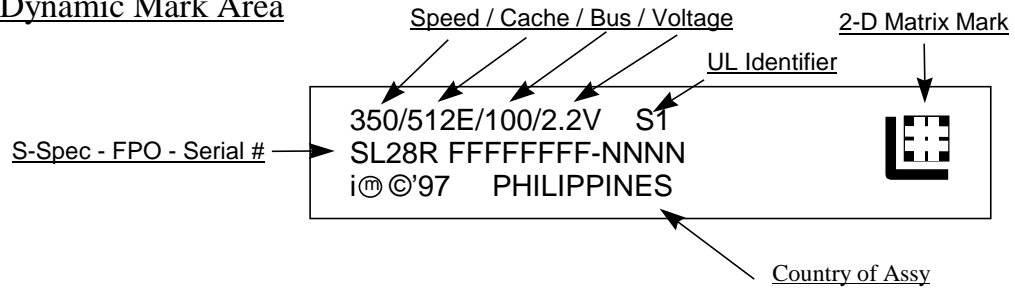 Dynamic Mark Area
Speed / Cache / Bus / Voltage
2-D Matrix Mark
UL Identifier
350/512E/100/2.2V S1
S-Spec - FPO - Serial #
SL28R FFFFFFFF-NNNN
iⓜ©'97 PHILIPPINES
Country of Assy